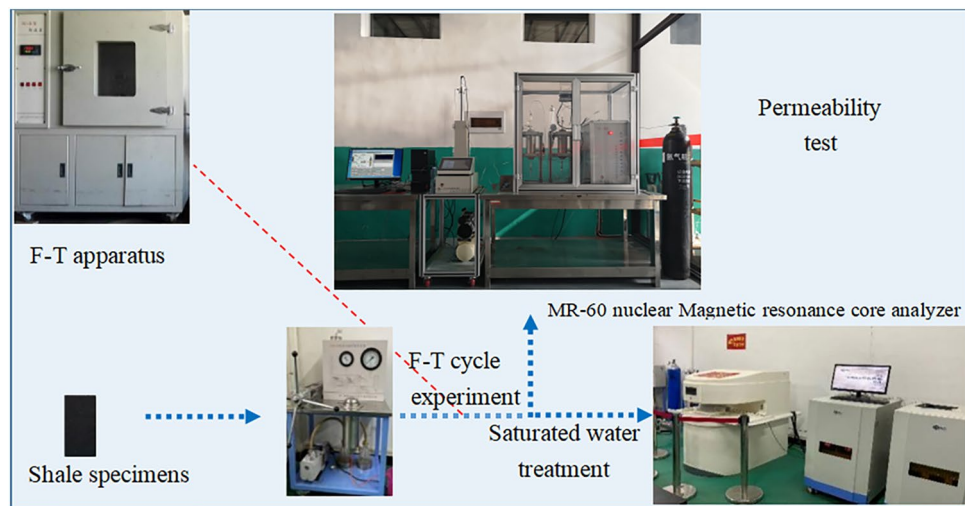 Permeability
test
F-T apparatus
MR-60 nuclear Magnetic resonance core analyzer
F-T cycle
experiment
Saturated water
treatment
Shale specimens